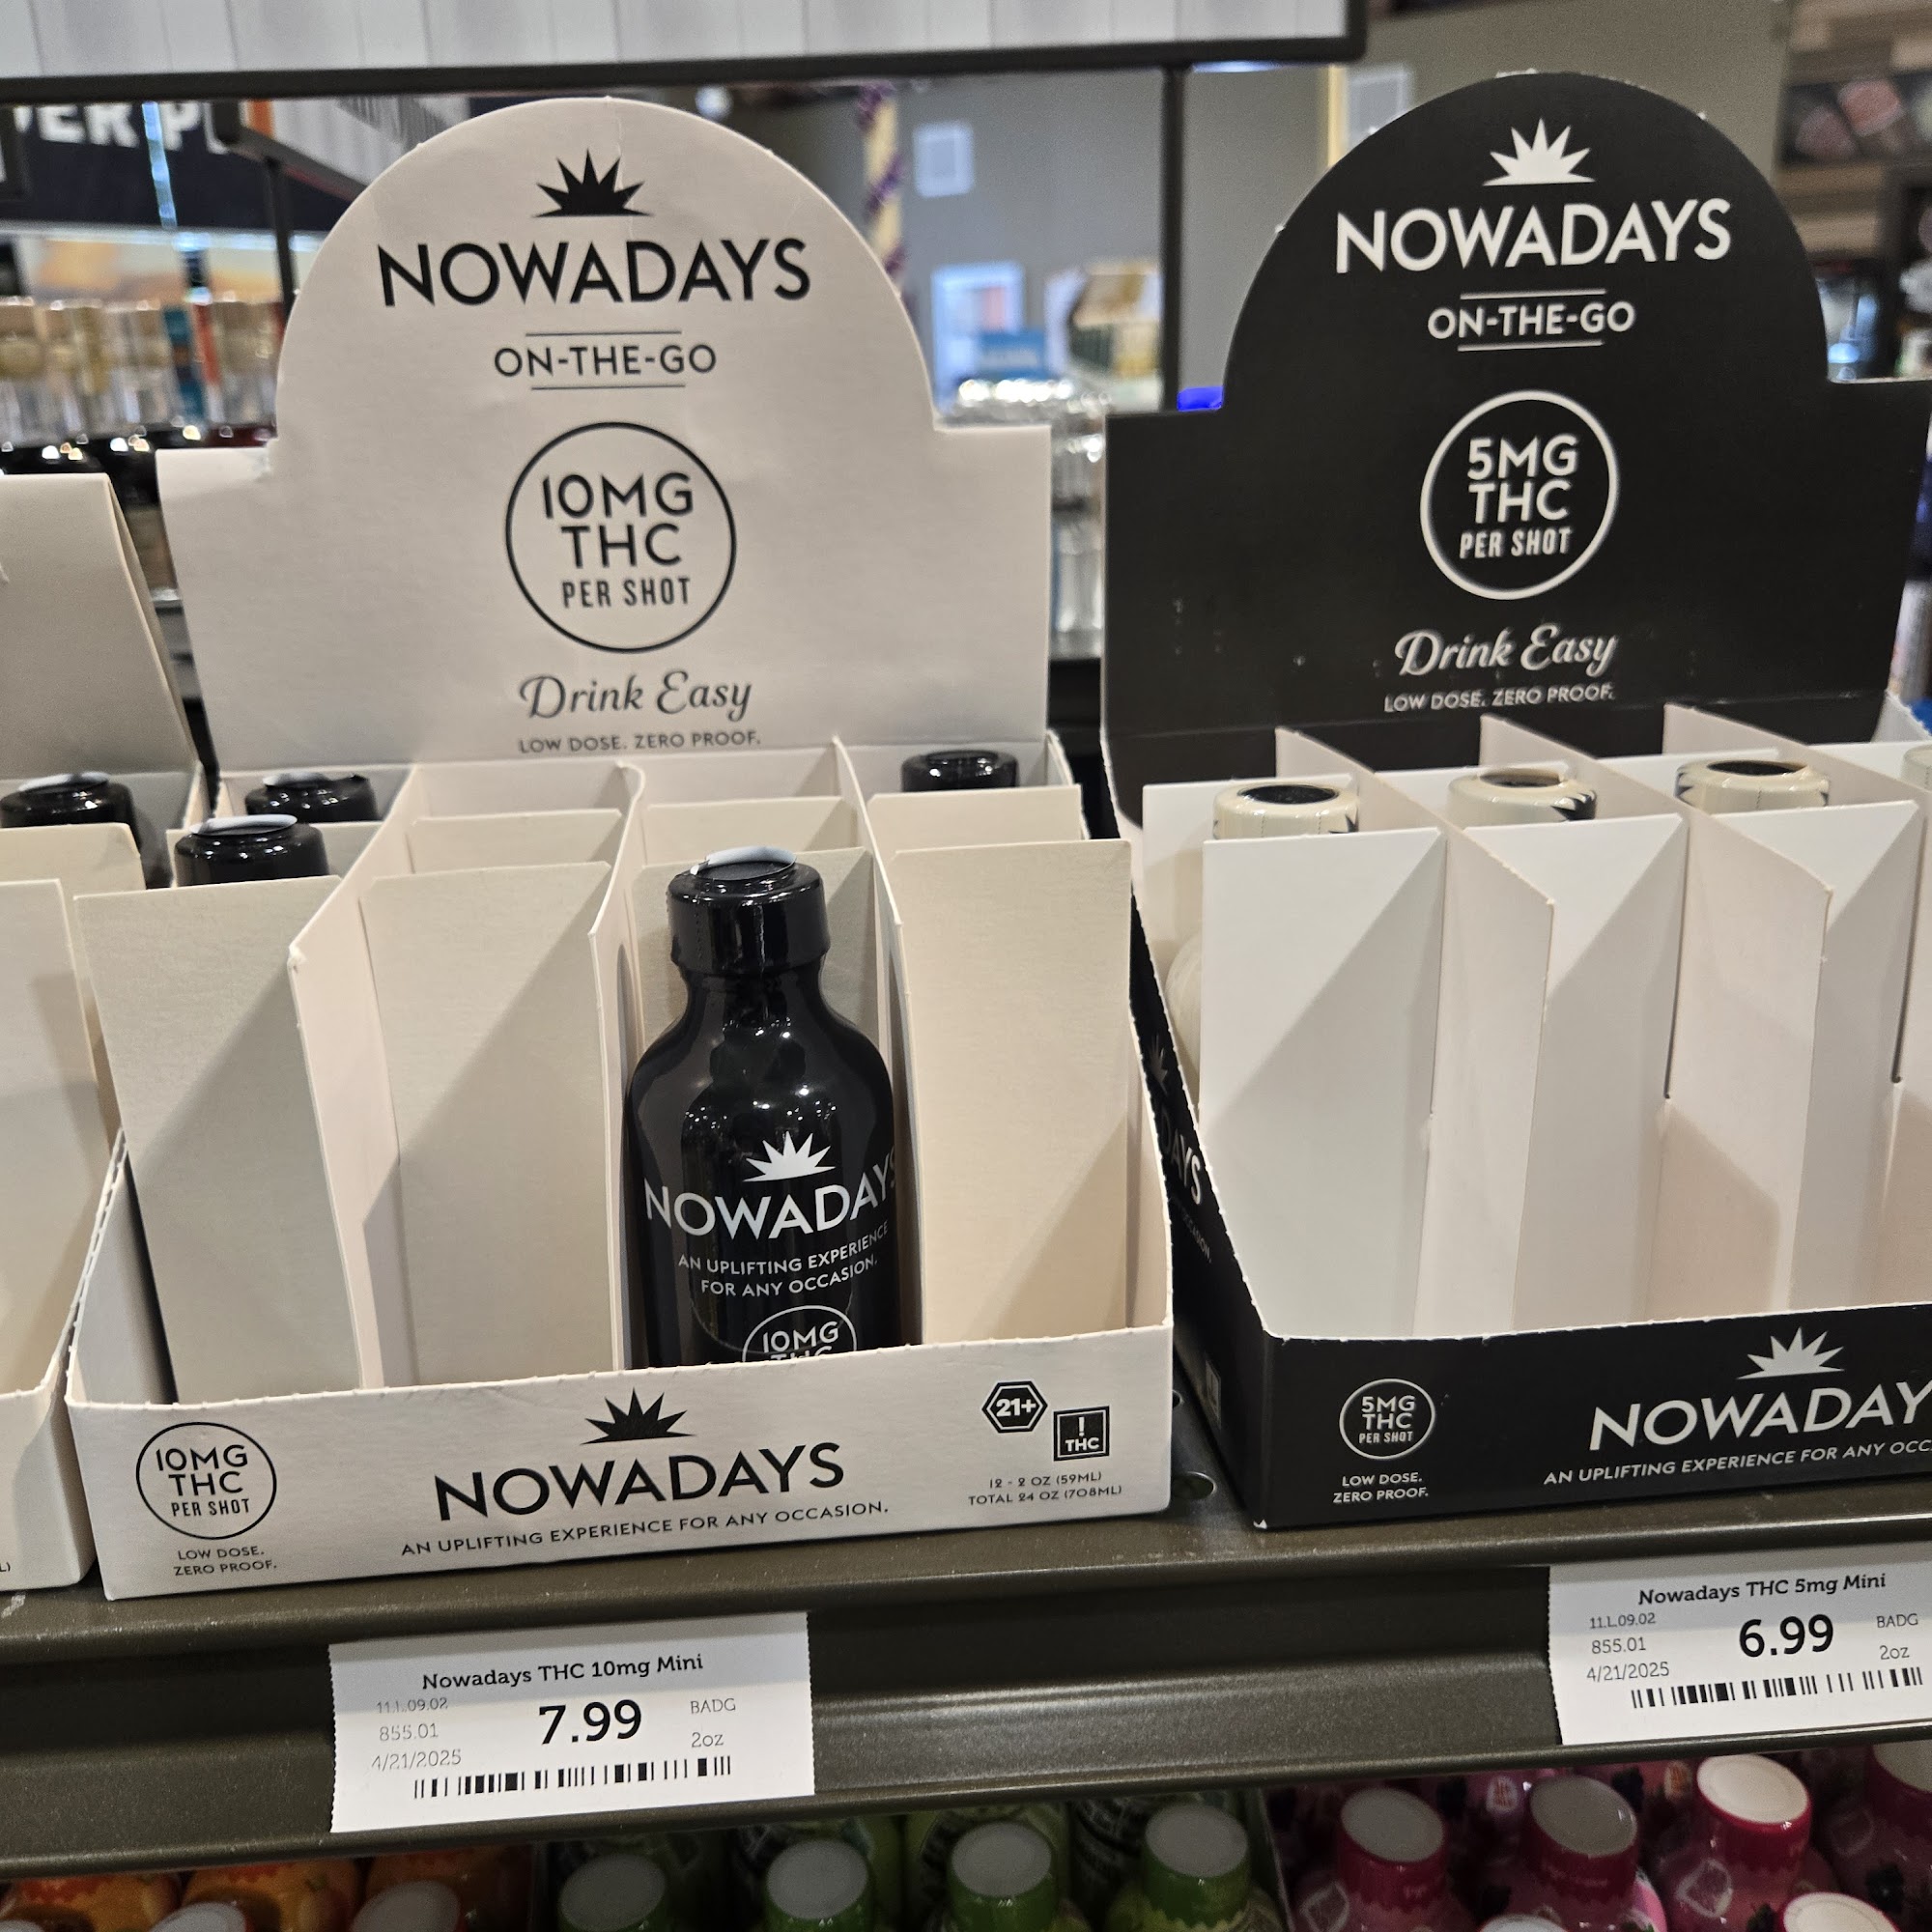 NOWADAYS
ON-THE-GO
10MG
THC
PER SHOT
Drink Easy
LOW DOSE. ZERO PROOF.
NOWADAYS
ON-THE-GO
5MG
THC
PER SHOT
Drink Easy
LOW DOSE. ZERO PROOF.
NOWADAYS
AN UPLIFTING EXPERIENCE
FOR ANY OCCASION.
10MG
THC
10MG
THC
PER SHOT
LOW DOSE.
ZERO PROOF.
NOWADAYS
AN UPLIFTING EXPERIENCE FOR ANY OCCASION.
21+
!
THC
12 - 2 OZ (59ML)
TOTAL 24 OZ (708ML)
5MG
THC
PER SHOT
LOW DOSE.
ZERO PROOF.
NOWADAY
AN UPLIFTING EXPERIENCE FOR ANY OCC
Nowadays THC 10mg Mini
11.L.09.02
855.01
4/21/2025
7.99
BADG
2oz
Nowadays THC 5mg Mini
11.L.09.02
855.01
4/21/2025
6.99
BADG
2oz